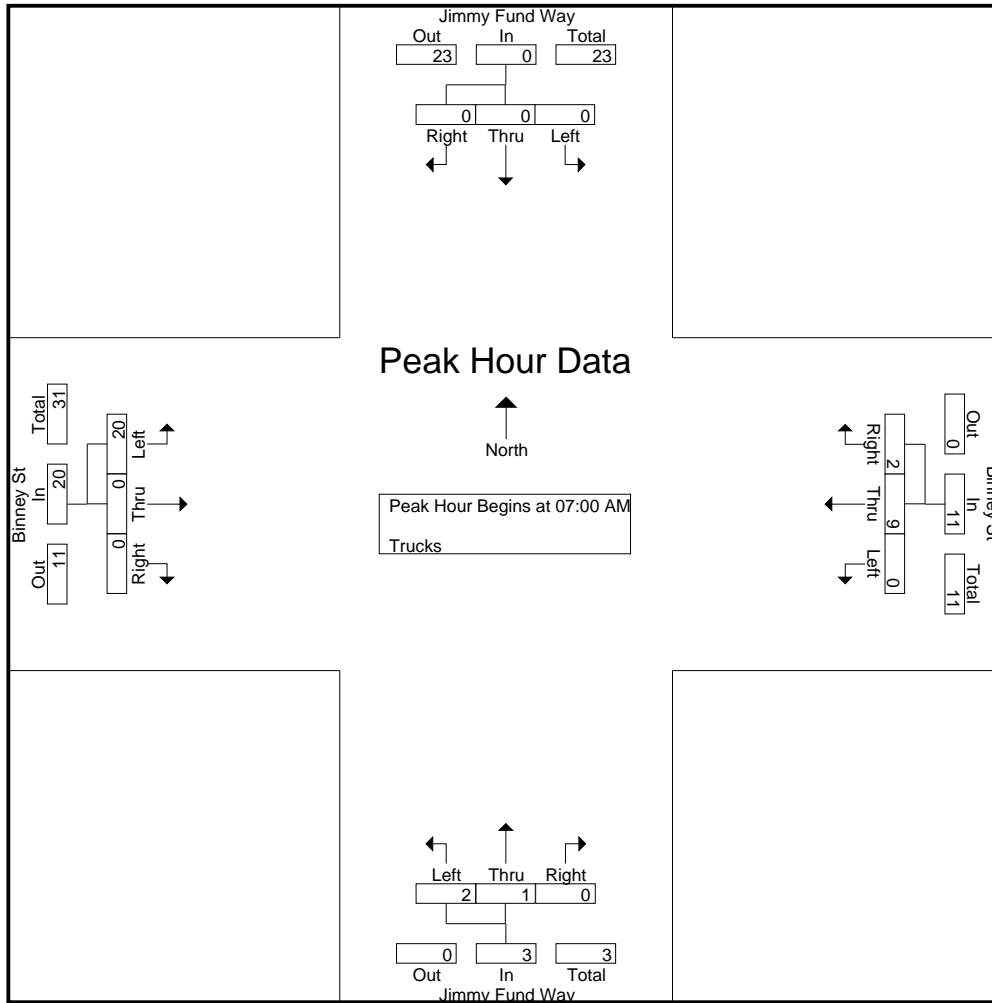 Jimmy Fund Way
Out In Total
23 0 23
0 0 0
Right Thru Left
Peak Hour Data
North
Peak Hour Begins at 07:00 AM
Trucks
Binney St
Total In Out
31 20 11
20 0 0
Left Thru Right
Right Thru Left
2 9 0
Out In Total
0 11 11
Binney St
Left Thru Right
2 1 0
0 3 3
Out In Total
Jimmy Fund Way